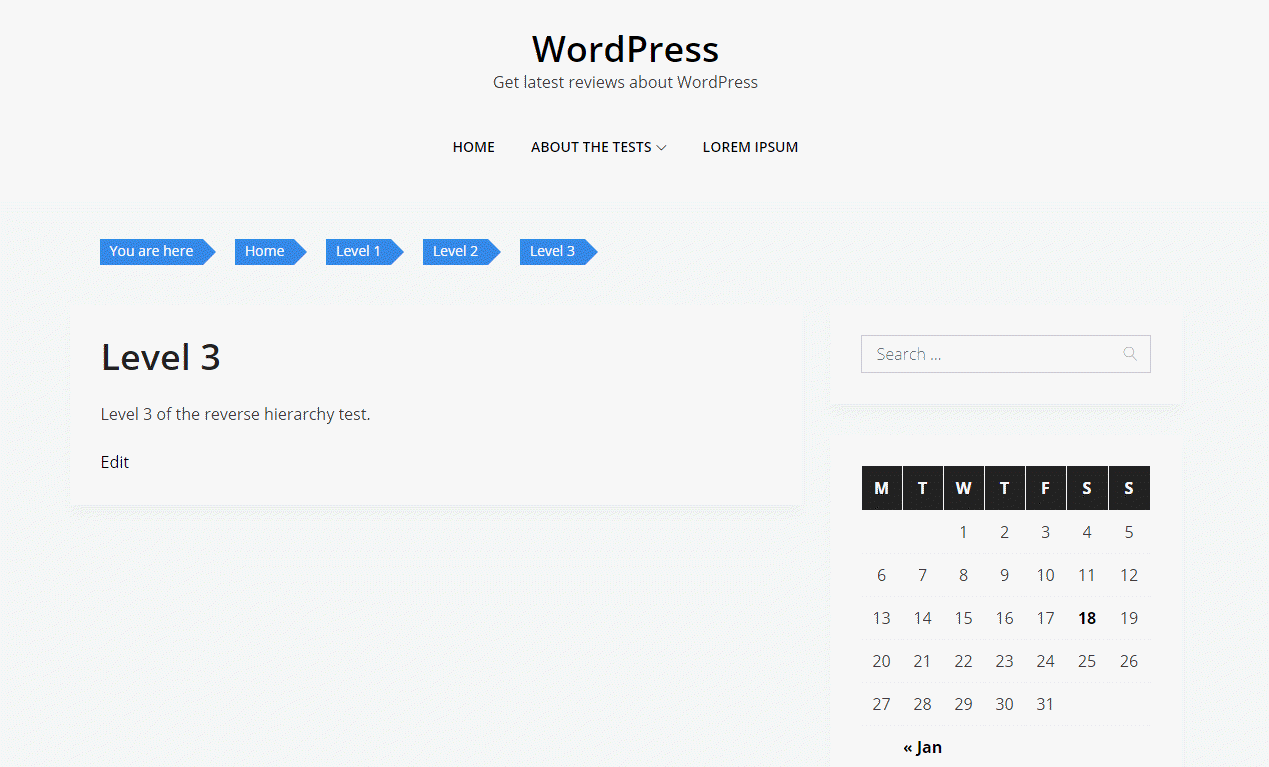 WordPress
Get latest reviews about WordPress
HOME ABOUT THE TESTS LOREM IPSUM
You are here Home Level 1 Level 2 Level 3
Level 3
Level 3 of the reverse hierarchy test.
Edit
Search ...
M T W T F S S
1 2 3 4 5
6 7 8 9 10 11 12
13 14 15 16 17 18 19
20 21 22 23 24 25 26
27 28 29 30 31
« Jan